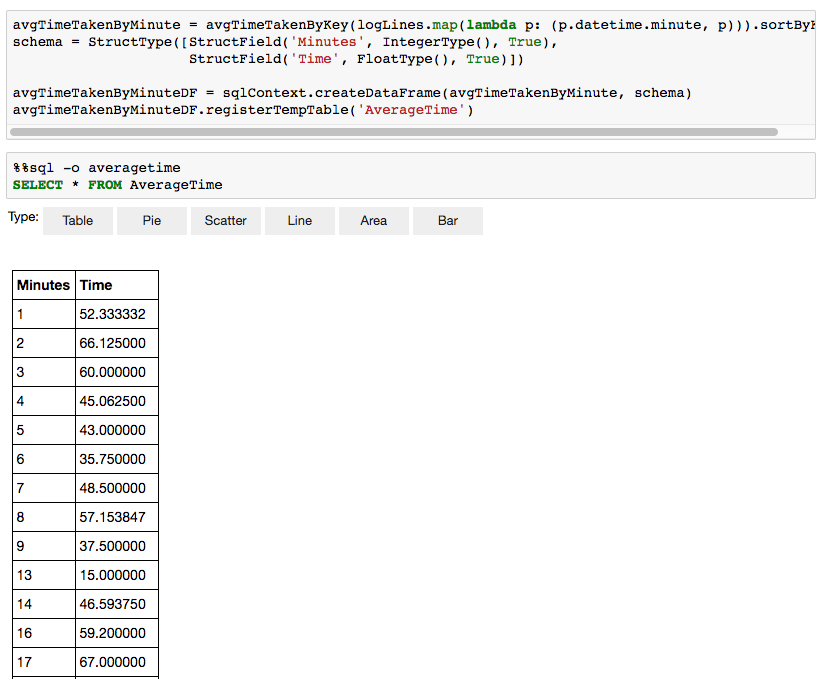 avgTimeTakenByMinute = avgTimeTakenByKey(logLines.map(lambda p: (p.datetime.minute, p))).sortByK
schema = StructType([StructField('Minutes', IntegerType(), True),
StructField('Time', FloatType(), True)])
avgTimeTakenByMinuteDF = sqlContext.createDataFrame(avgTimeTakenByMinute, schema)
avgTimeTakenByMinuteDF.registerTempTable('AverageTime')
%%sql -o averagetime
SELECT * FROM AverageTime
Type: Table Pie Scatter Line Area Bar
Minutes Time
1 52.333332
2 66.125000
3 60.000000
4 45.062500
5 43.000000
6 35.750000
7 48.500000
8 57.153847
9 37.500000
13 15.000000
14 46.593750
16 59.200000
17 67.000000